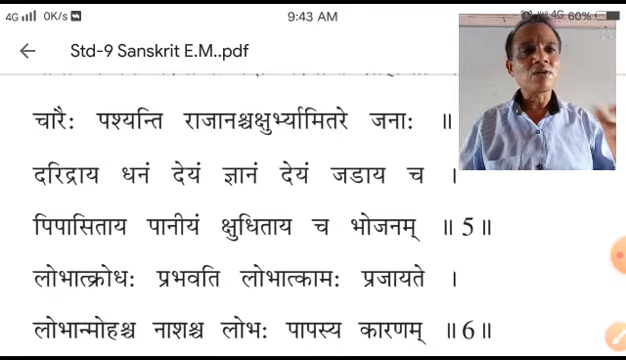 4G 0K/s 9:43 AM 4G 60%
Std-9 Sanskrit E.M..pdf
चारैः पश्यन्ति राजानश्चक्षुर्भ्यामितरे जनाः ॥
दरिद्राय धनं देयं ज्ञानं देयं जडाय च ।
पिपासिताय पानीयं क्षुधिताय च भोजनम् ॥ 5 ॥
लोभात्क्रोधः प्रभवति लोभात्कामः प्रजायते ।
लोभान्मोहश्च नाशश्च लोभः पापस्य कारणम् ॥ 6 ॥